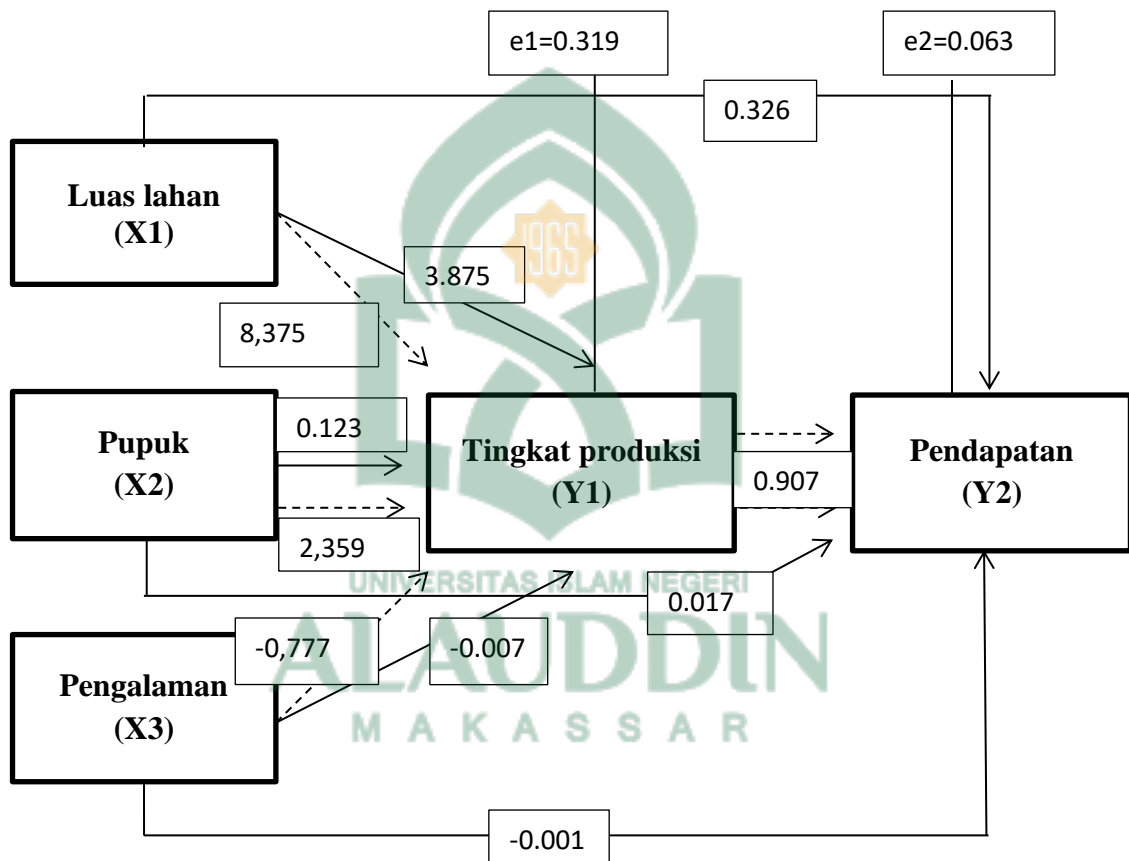 e1=0.319
e2=0.063
0.326
Luas lahan
(X1)
1965
3.875
8,375
Pupuk
(X2)
0.123
2,359
Tingkat produksi
(Y1)
0.907
Pendapatan
(Y2)
UNIVERSITAS ISLAM NEGERI
0.017
ALAUDDIN
MAKASSAR
-0,777
-0.007
Pengalaman
(X3)
-0.001